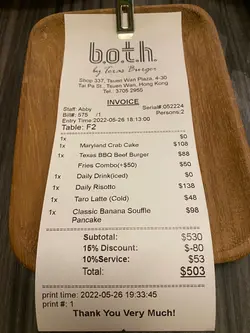 b.o.t.h.
by Texas Burger
Shop 337, Tsuen Wan Plaza, 4-30
Tai Pa St., Tsuen Wan, Hong Kong
Tel.: 3705 2955
INVOICE
Staff: Abby Serial#:052224
Bill#: 575 /1 Persons:2
Entry Time 2022-05-26 18:13:00
Table: F2
1x $0
1x Maryland Crab Cake $108
1x Texas BBQ Beef Burger $88
Fries Combo(+$50) $50
1x Daily Drink(iced) $0
1x Daily Risotto $138
1x Taro Latte (Cold) $48
1x Classic Banana Souffle $98
Pancake
Subtotal: $530
15% Discount: $-80
10%Service: $53
Total: $503
print time: 2022-05-26 19:33:45
print #: 1
Thank You Very Much!